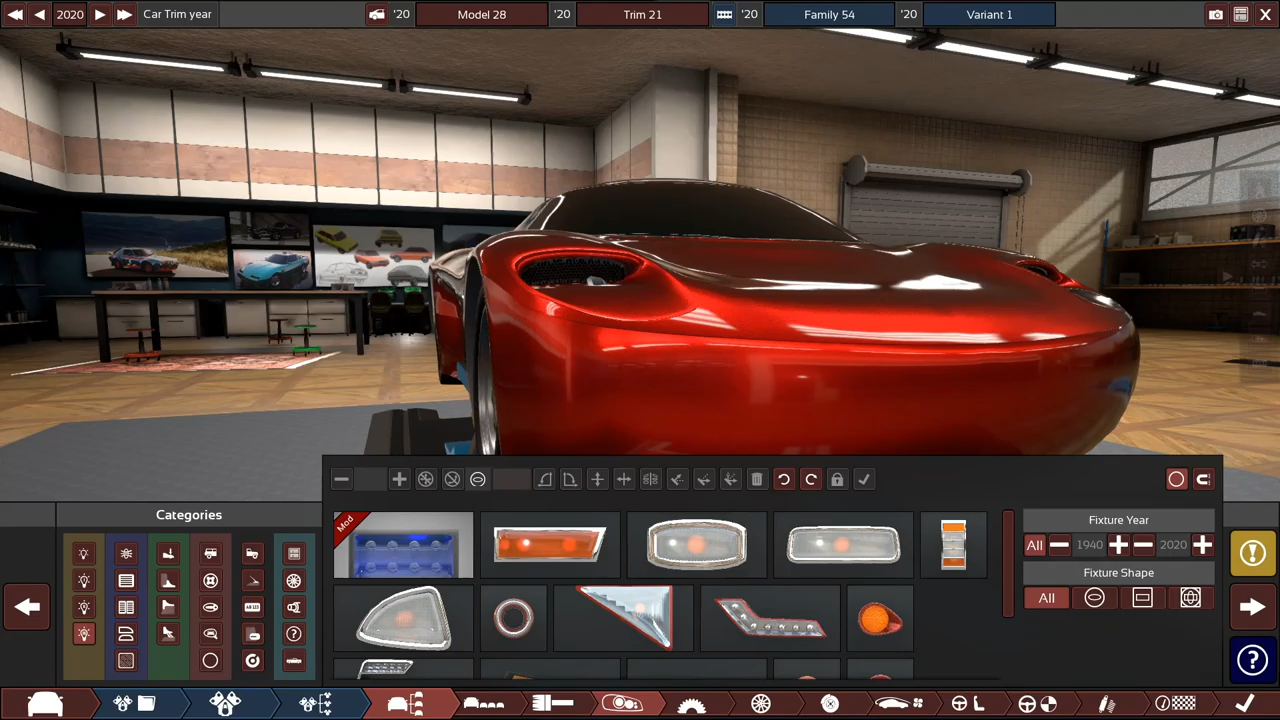 2020 Car Trim year '20 Model 28 '20 Trim 21 '20 Family 54 '20 Variant 1
Categories
Mod
Fixture Year
All 1940 2020
Fixture Shape
All